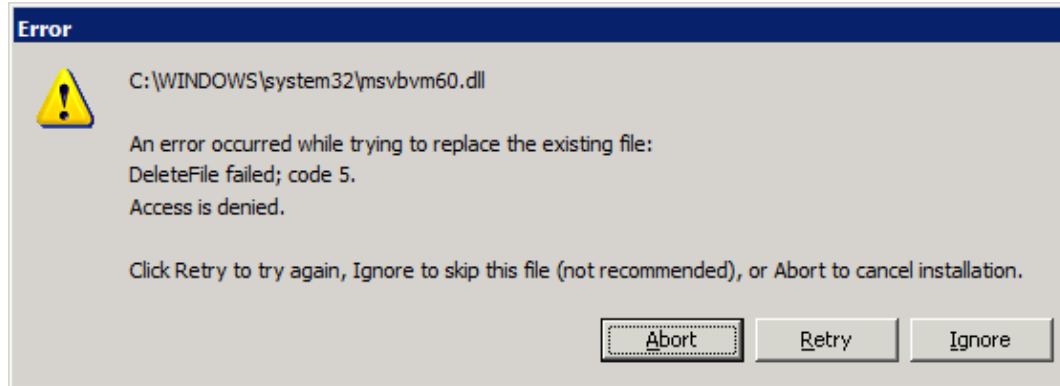 Error
C:\WINDOWS\system32\msvbvm60.dll
An error occurred while trying to replace the existing file:
DeleteFile failed; code 5.
Access is denied.
Click Retry to try again, Ignore to skip this file (not recommended), or Abort to cancel installation.
Abort Retry Ignore